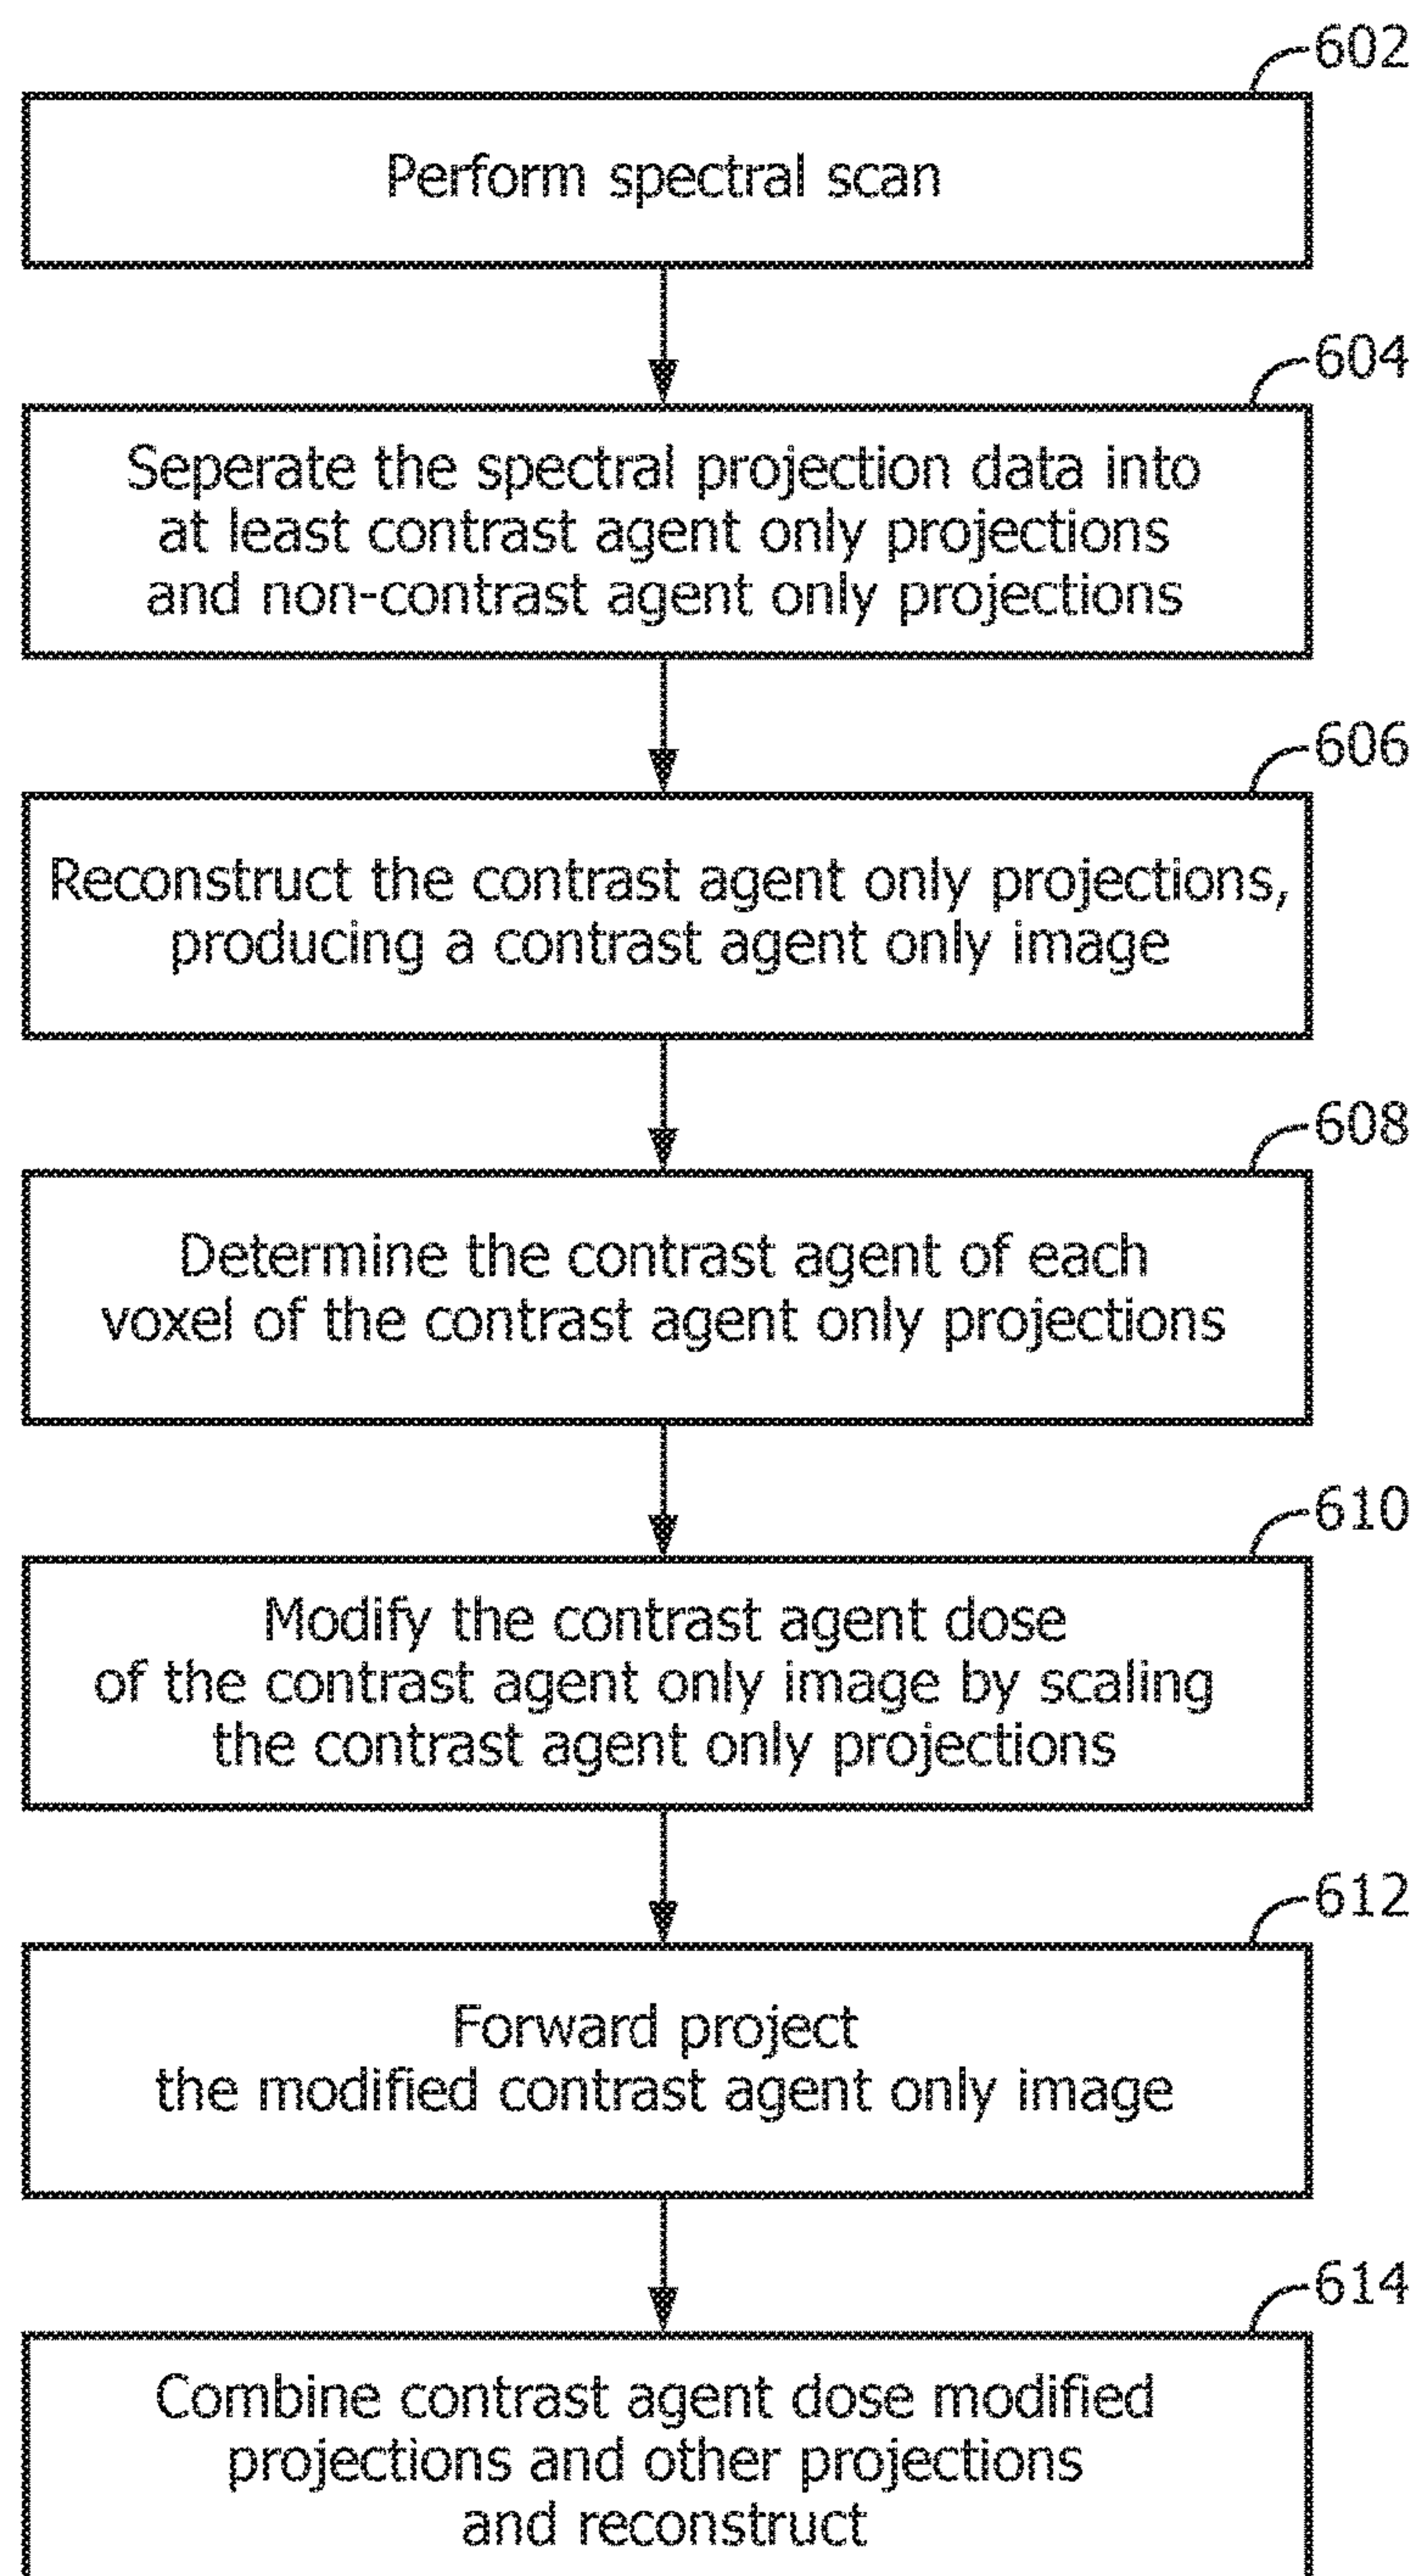 602
Perform spectral scan
604
Seperate the spectral projection data into
at least contrast agent only projections
and non-contrast agent only projections
606
Reconstruct the contrast agent only projections,
producing a contrast agent only image
608
Determine the contrast agent of each
voxel of the contrast agent only projections
610
Modify the contrast agent dose
of the contrast agent only image by scaling
the contrast agent only projections
612
Forward project
the modified contrast agent only image
614
Combine contrast agent dose modified
projections and other projections
and reconstruct